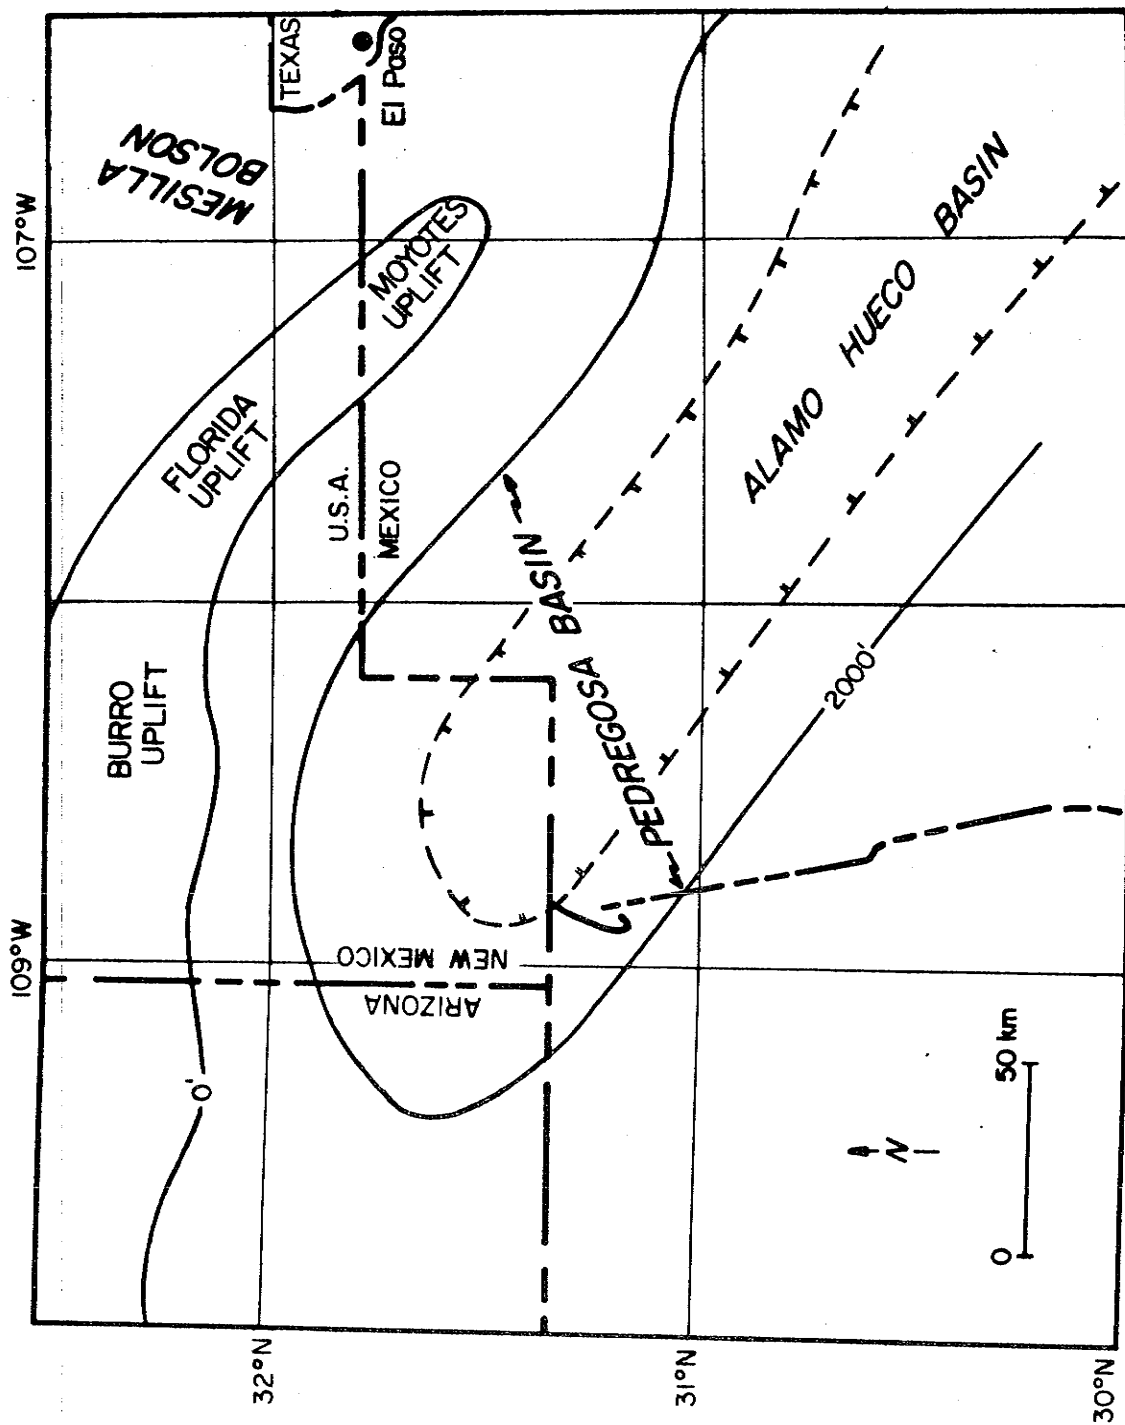 107°W
109°W
MESILLA
BOLSON
TEXAS
El Paso
MOYOTES
UPLIFT
FLORIDA
UPLIFT
U.S.A.
MEXICO
BURRO
UPLIFT
0'
NEW MEXICO
ARIZONA
PEDREGOSA BASIN
ALAMO HUECO BASIN
2000'
N
0 50 km
32°N
31°N
30°N